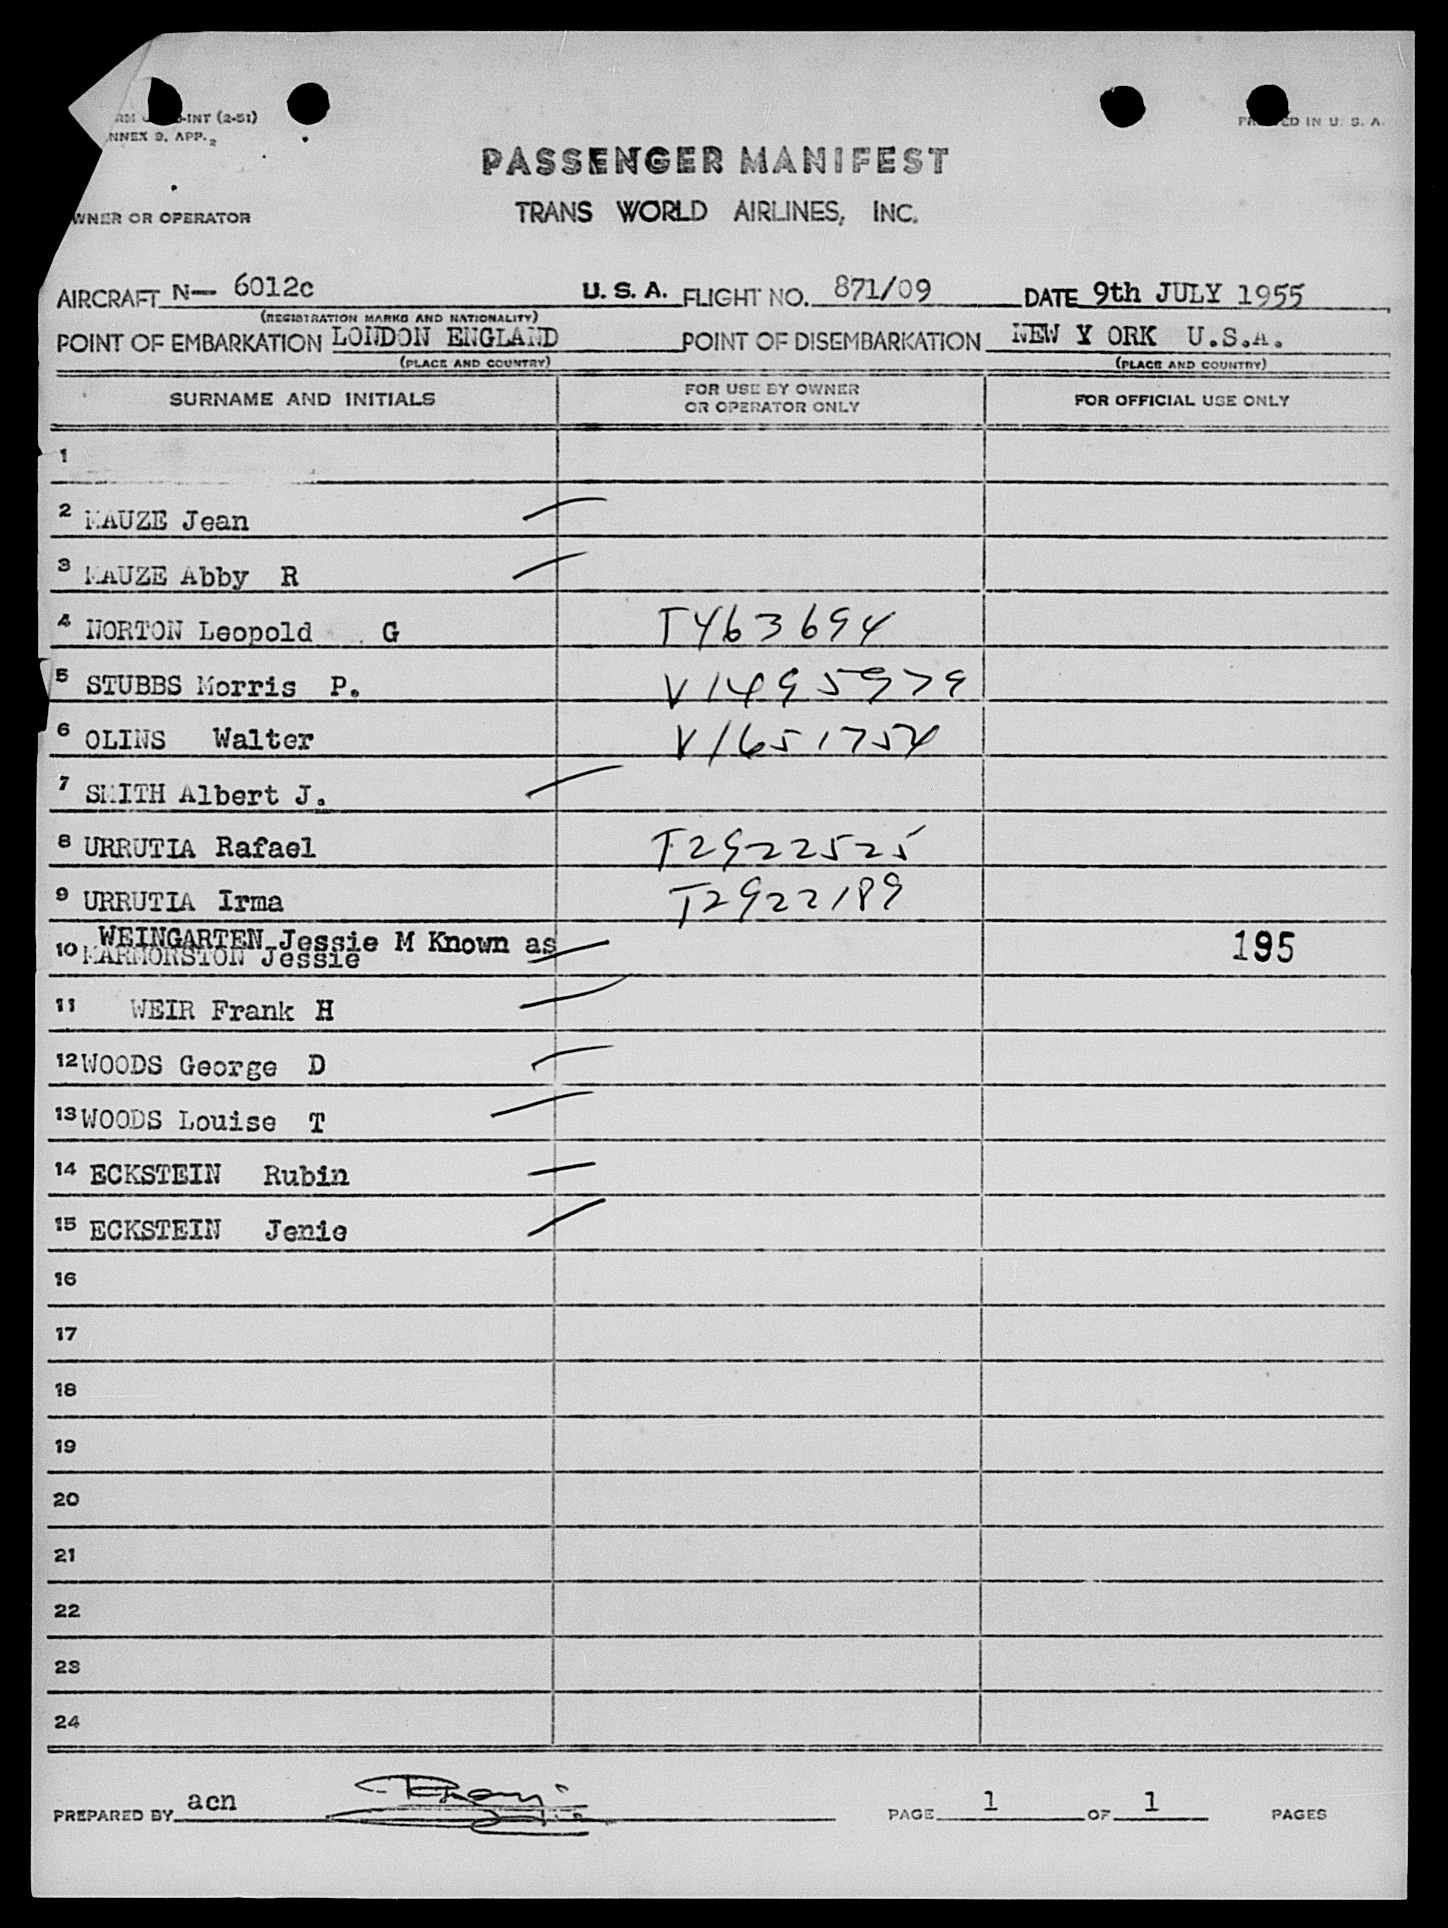 -INT (2-51)
NNEX 9, APP. 2
IN U. S. A.
PASSENGER MANIFEST
TRANS WORLD AIRLINES, INC.
WNER OR OPERATOR
AIRCRAFT N— 6012c U. S. A. FLIGHT NO. 871/09 DATE 9th JULY 1955
(REGISTRATION MARKS AND NATIONALITY)
POINT OF EMBARKATION LONDON ENGLAND POINT OF DISEMBARKATION NEW Y ORK U.S.A.
(PLACE AND COUNTRY) (PLACE AND COUNTRY)
SURNAME AND INITIALS FOR USE BY OWNER OR OPERATOR ONLY FOR OFFICIAL USE ONLY
1
2 MAUZE Jean
3 MAUZE Abby R
4 NORTON Leopold G T463694
5 STUBBS Morris P. V1495979
6 OLINS Walter V1651754
7 SMITH Albert J.
8 URRUTIA Rafael T2922525
9 URRUTIA Irma T2922189
WEINGARTEN Jessie M Known as 195
10 MARMORSTON Jessie
11 WEIR Frank H
12 WOODS George D
13 WOODS Louise T
14 ECKSTEIN Rubin
15 ECKSTEIN Jenie
16
17
18
19
20
21
22
23
24
PREPARED BY acn PAGE 1 OF 1 PAGES